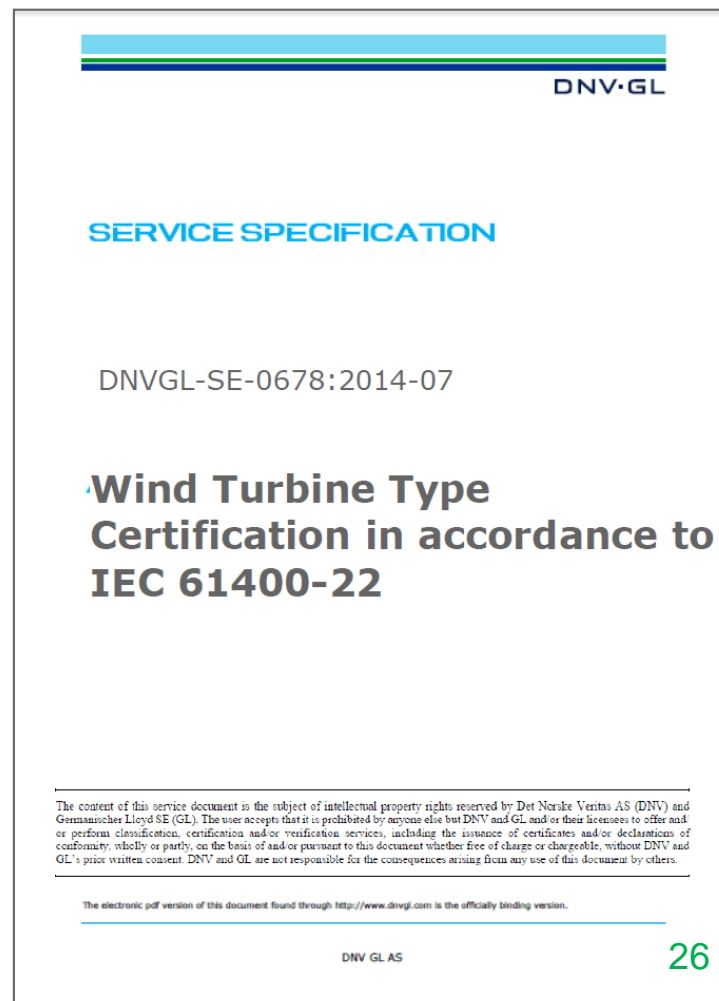 DNV·GL
SERVICE SPECIFICATION
DNVGL-SE-0678:2014-07
Wind Turbine Type
Certification in accordance to
IEC 61400-22
The content of this service document is the subject of intellectual property rights reserved by Det Norske Veritas AS (DNV) and
Germanischer Lloyd SE (GL). The user accepts that it is prohibited by anyone else but DNV and GL and/or their licensees to offer and/
or perform classification, certification and/or verification services, including the issuance of certificates and/or declarations of
conformity, wholly or partly, on the basis of and/or pursuant to this document whether free of charge or chargeable, without DNV and
GL's prior written consent. DNV and GL are not responsible for the consequences arising from any use of this document by others.
The electronic pdf version of this document found through http://www.dnvgl.com is the officially binding version.
DNV GL AS
26